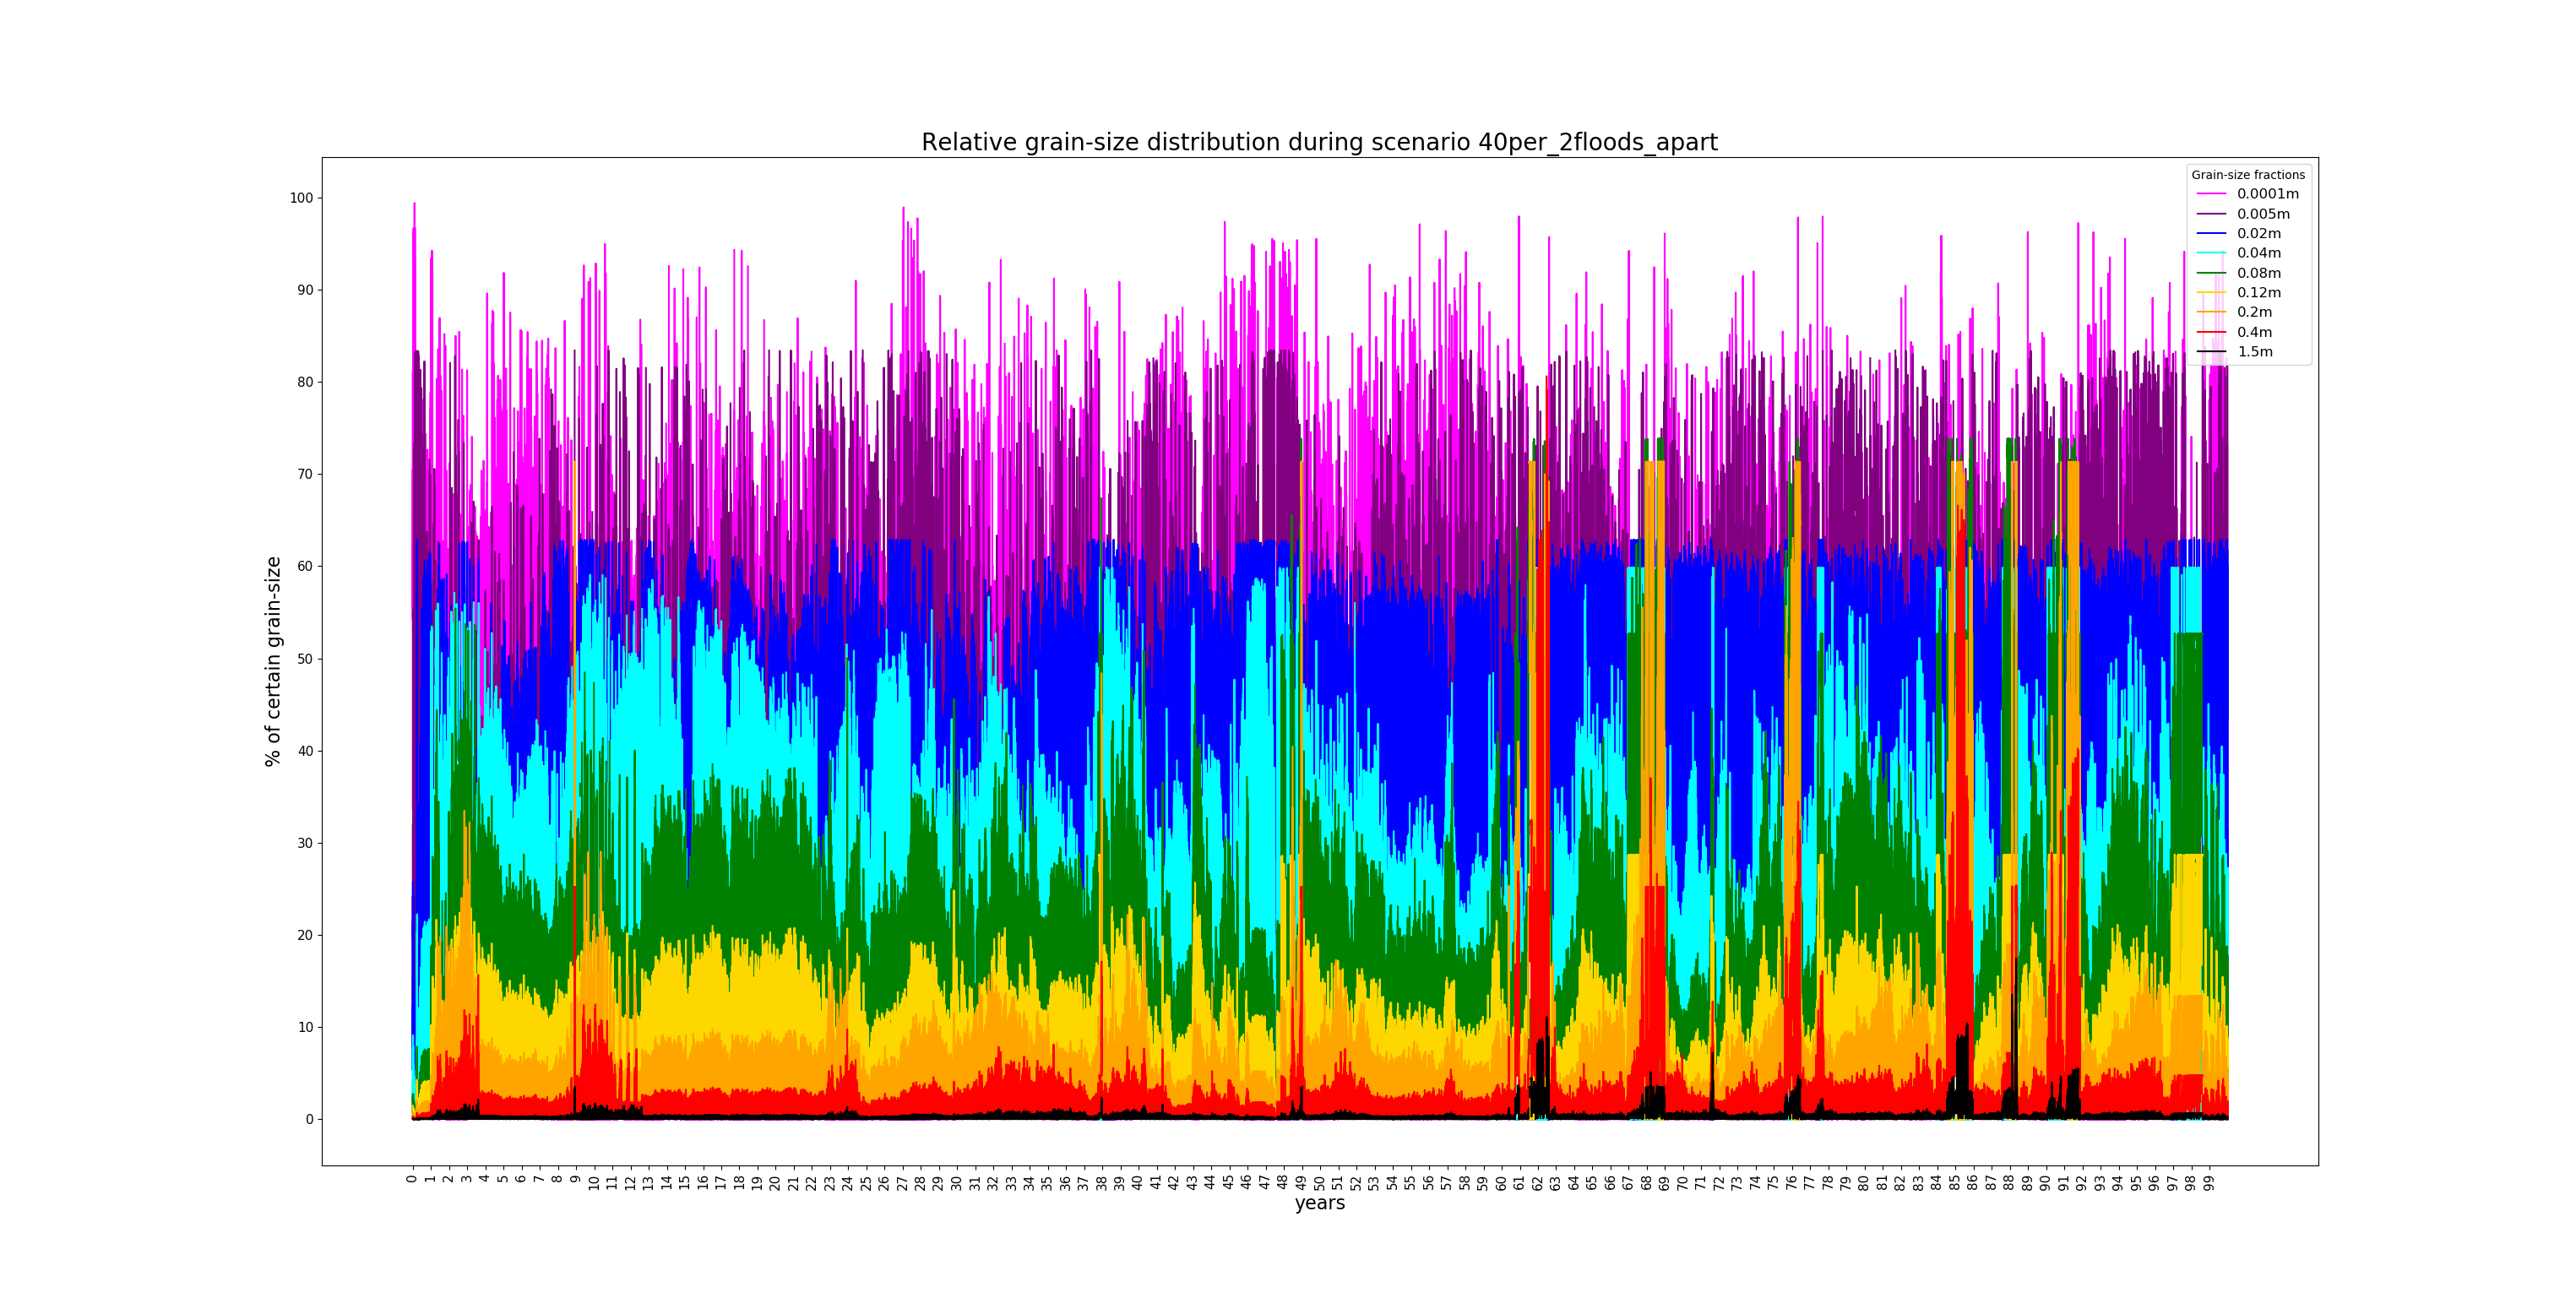 Relative grain-size distribution during scenario 40per_2floods_apart
Grain-size fractions
0.0001m
0.005m
0.02m
0.04m
0.08m
0.12m
0.2m
0.4m
1.5m
% of certain grain-size
100
90
80
70
60
50
40
30
20
10
0
0 1 2 3 4 5 6 7 8 9 10 11 12 13 14 15 16 17 18 19 20 21 22 23 24 25 26 27 28 29 30 31 32 33 34 35 36 37 38 39 40 41 42 43 44 45 46 47 48 49 50 51 52 53 54 55 56 57 58 59 60 61 62 63 64 65 66 67 68 69 70 71 72 73 74 75 76 77 78 79 80 81 82 83 84 85 86 87 88 89 90 91 92 93 94 95 96 97 98 99
years